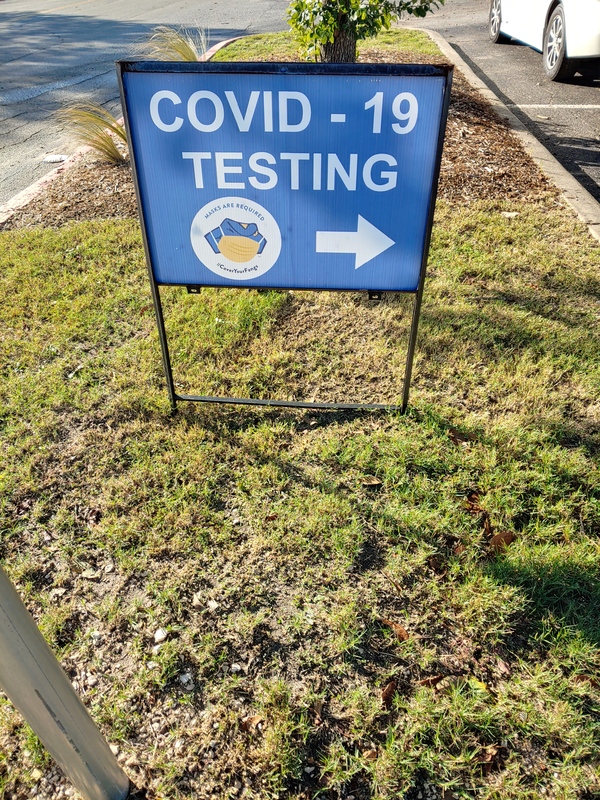 COVID - 19
TESTING
MASKS ARE REQUIRED
#CoverYourFangs